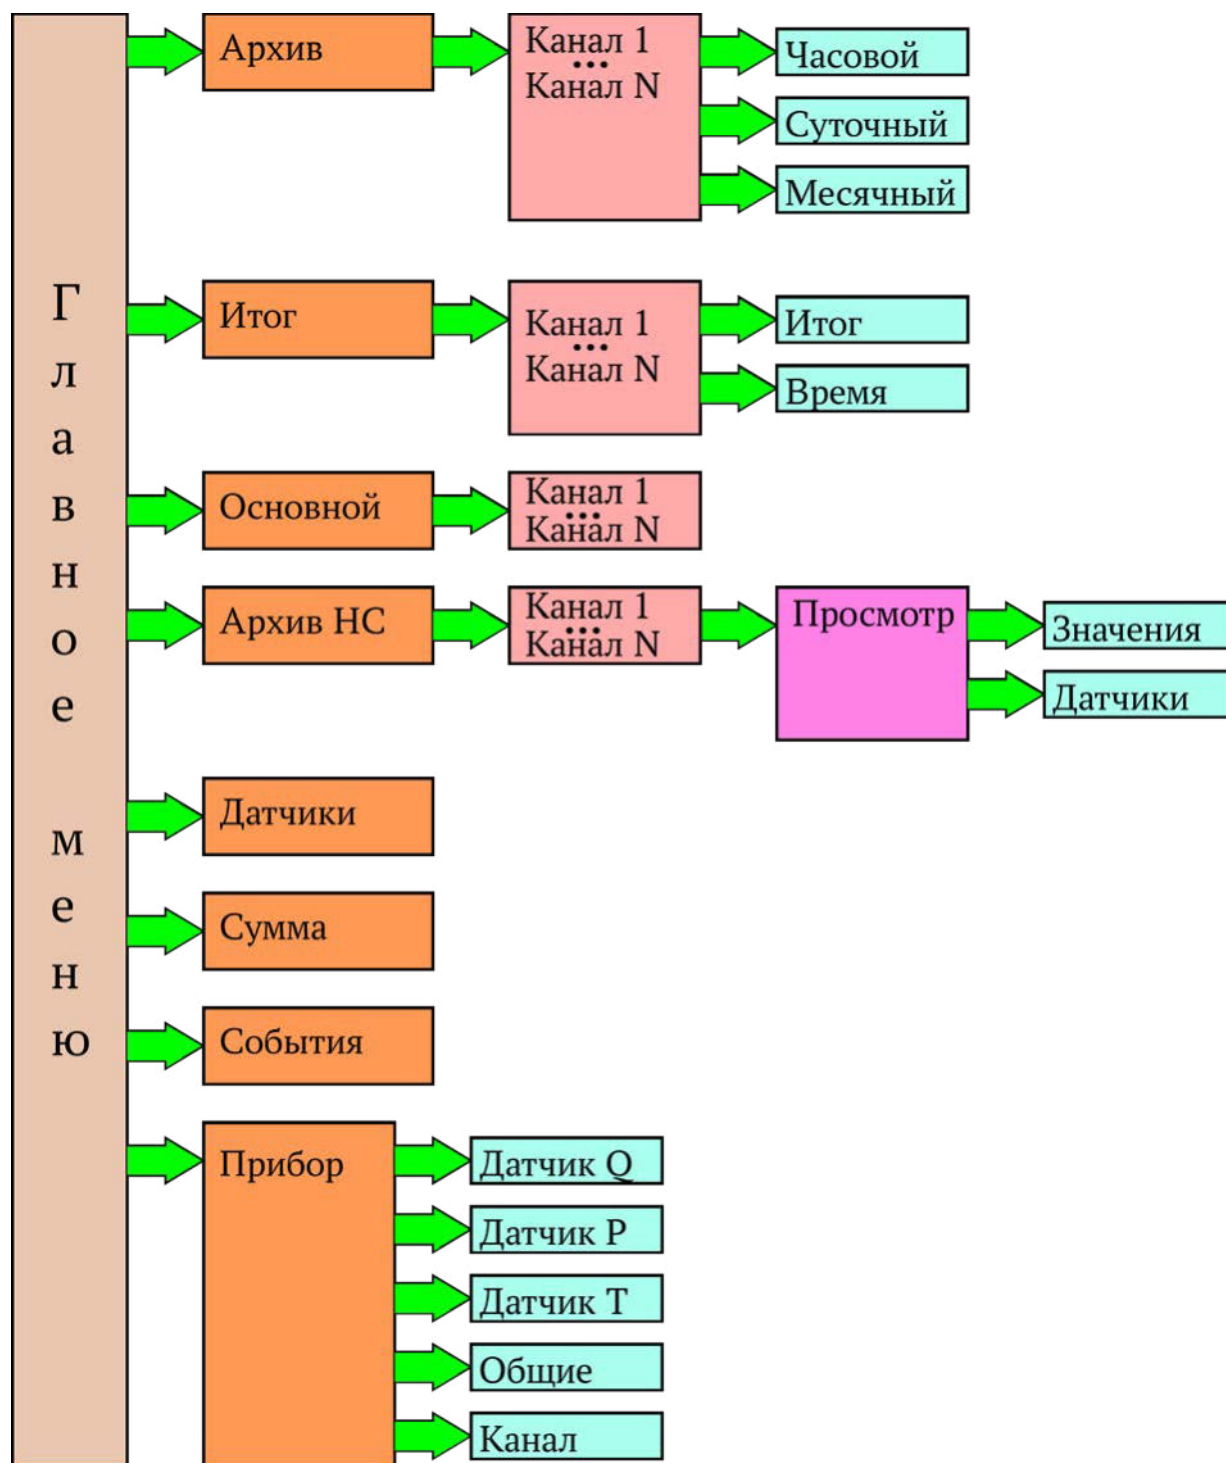 Главное меню
Архив
Канал 1
...
Канал N
Часовой
Суточный
Месячный
Итог
Канал 1
...
Канал N
Итог
Время
Основной
Канал 1
...
Канал N
Архив НС
Канал 1
...
Канал N
Просмотр
Значения
Датчики
Датчики
Сумма
События
Прибор
Датчик Q
Датчик P
Датчик T
Общие
Канал